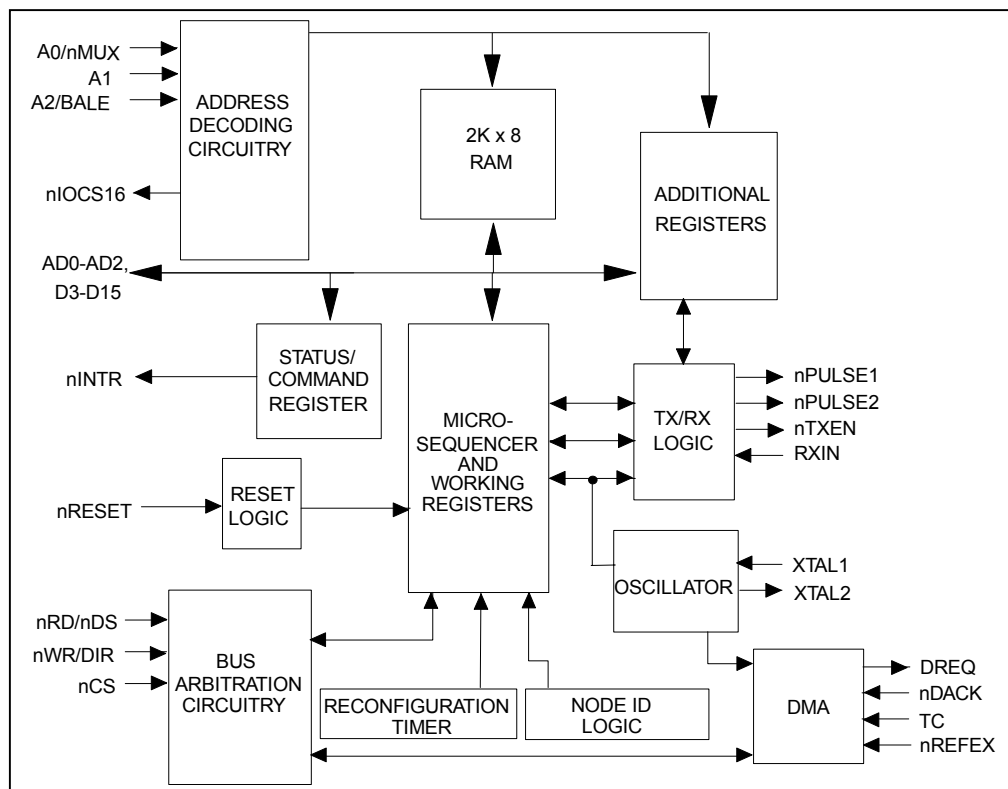 A0/nMUX
A1
A2/BALE
nIOCS16
AD0-AD2,
D3-D15
nINTR
nRESET
nRD/nDS
nWR/DIR
nCS
ADDRESS
DECODING
CIRCUITRY
2K x 8
RAM
ADDITIONAL
REGISTERS
STATUS/
COMMAND
REGISTER
RESET
LOGIC
MICRO-
SEQUENCER
AND
WORKING
REGISTERS
TX/RX
LOGIC
nPULSE1
nPULSE2
nTXEN
RXIN
OSCILLATOR
XTAL1
XTAL2
BUS
ARBITRATION
CIRCUITRY
RECONFIGURATION
TIMER
NODE ID
LOGIC
DMA
DREQ
nDACK
TC
nREFEX